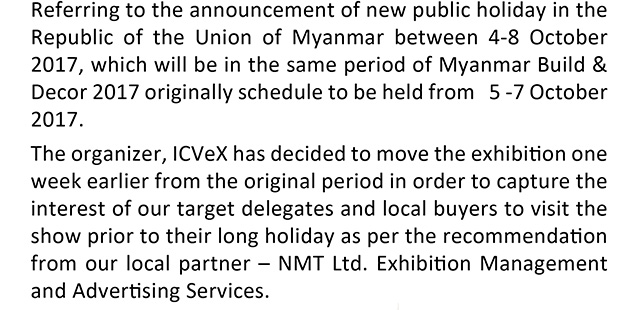 Referring to the announcement of new public holiday in the
Republic of the Union of Myanmar between 4-8 October
2017, which will be in the same period of Myanmar Build &
Decor 2017 originally schedule to be held from 5 -7 October
2017.
The organizer, ICVeX has decided to move the exhibition one
week earlier from the original period in order to capture the
interest of our target delegates and local buyers to visit the
show prior to their long holiday as per the recommendation
from our local partner – NMT Ltd. Exhibition Management
and Advertising Services.